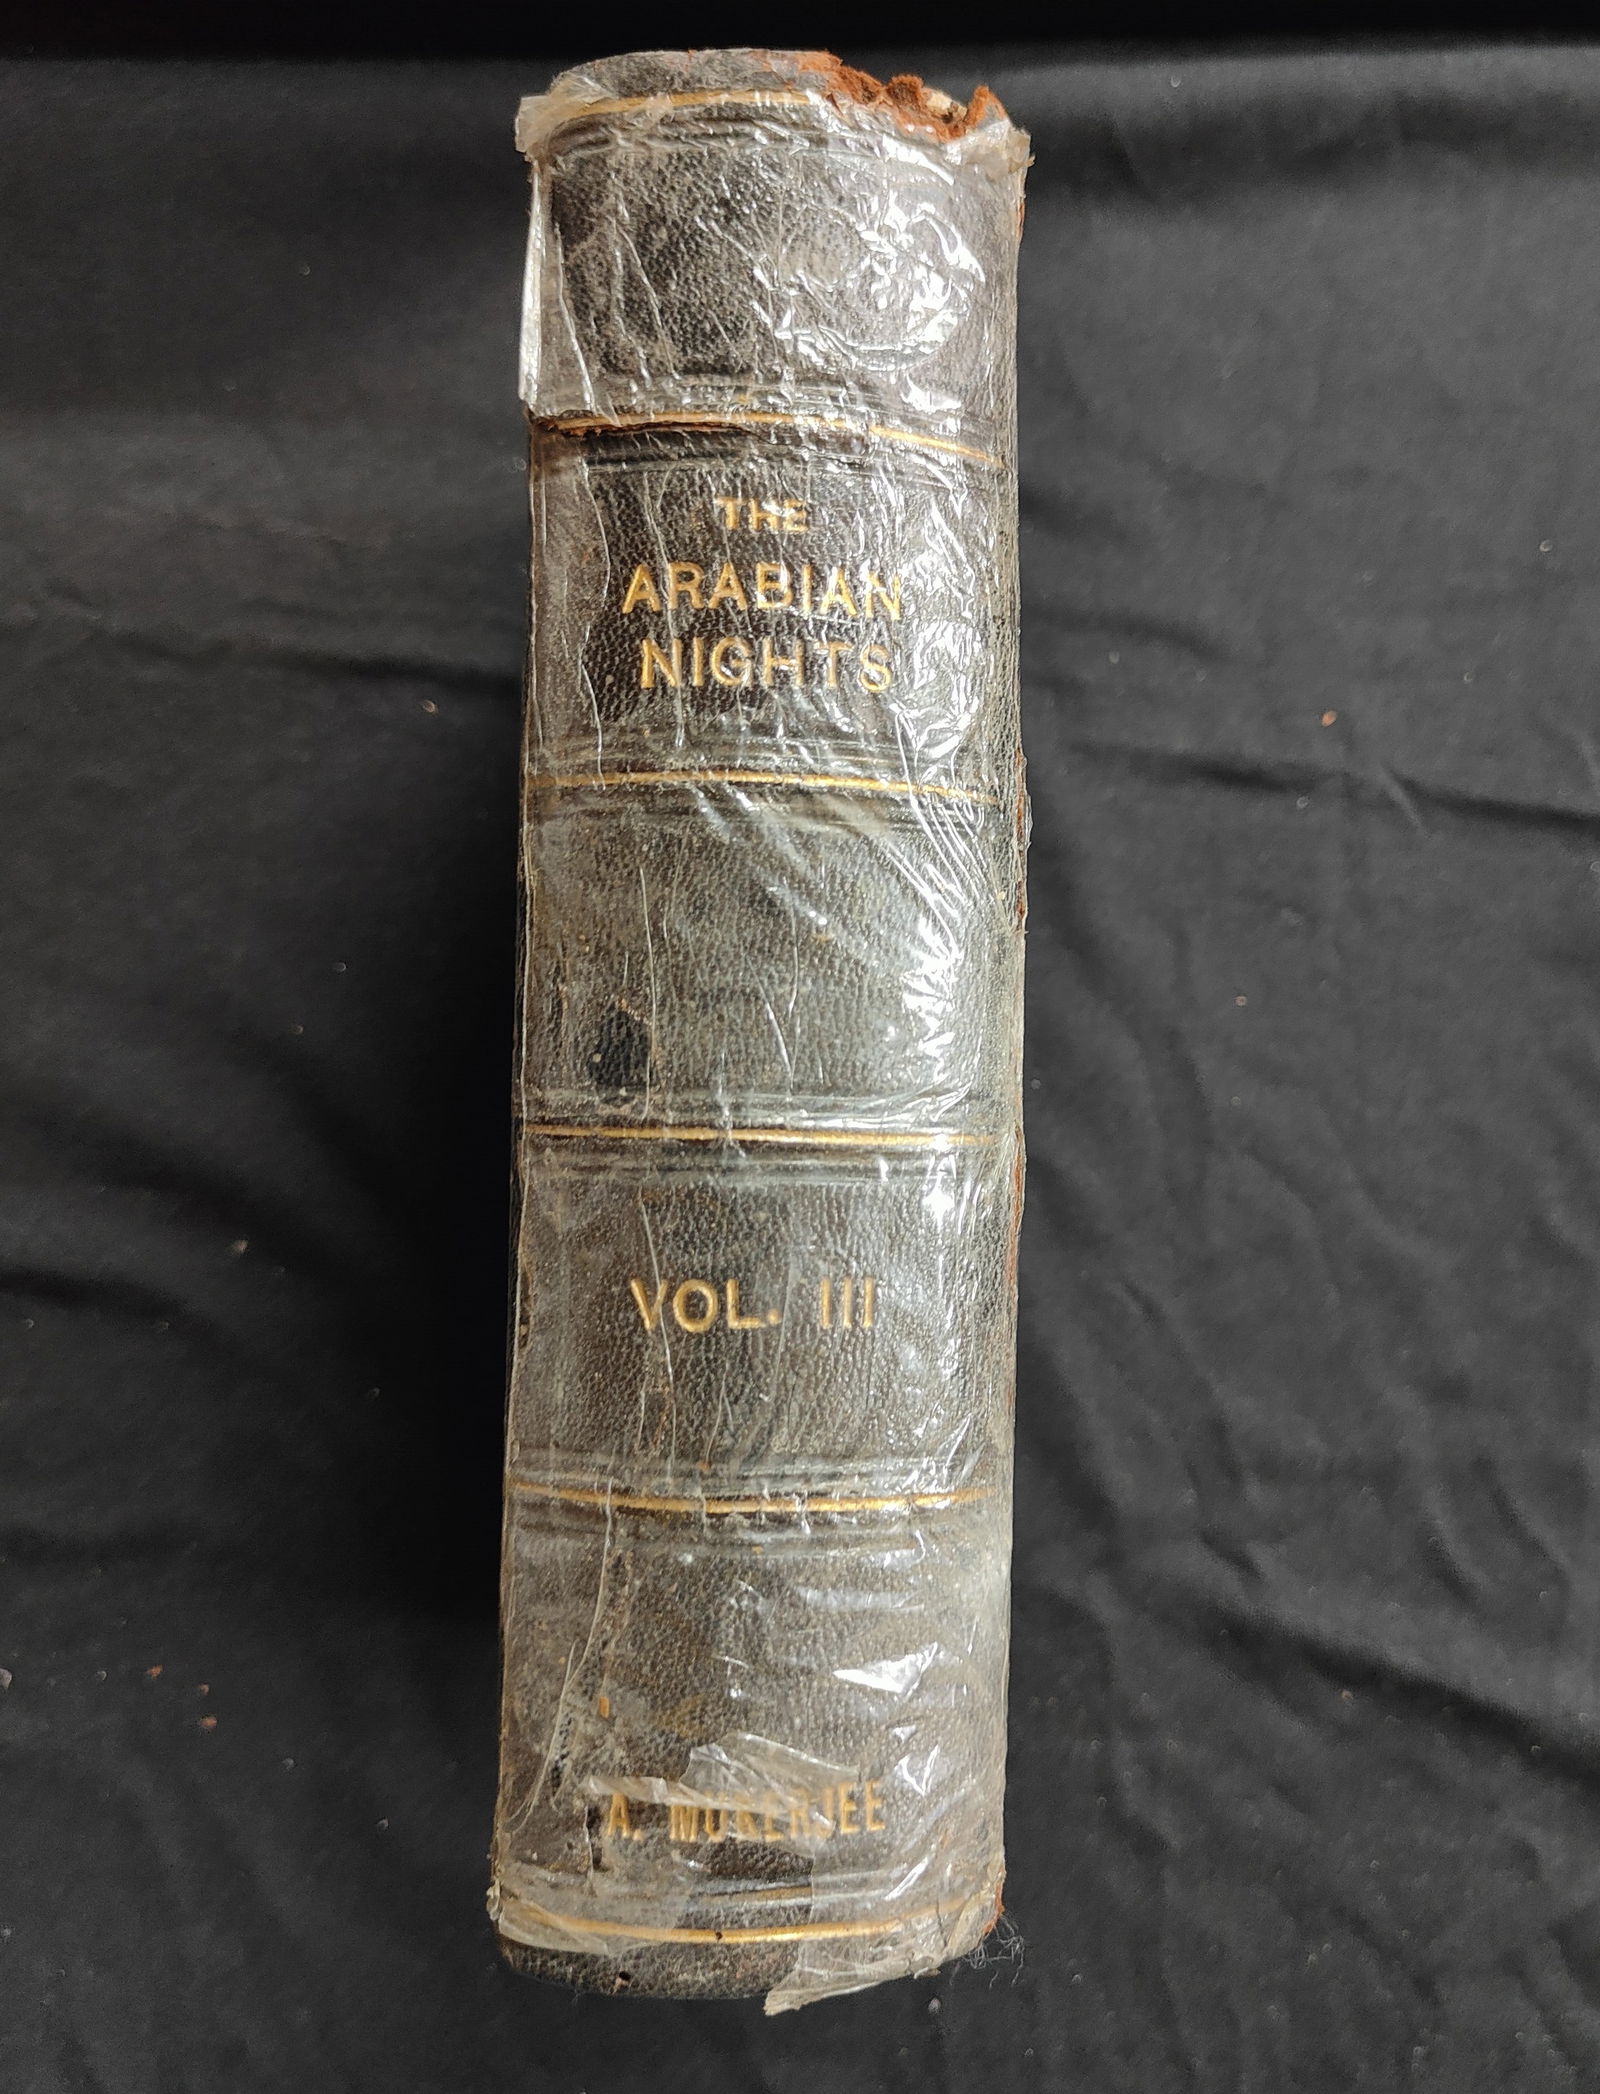 THE
ARABIAN
NIGHTS
VOL. III
A. MUKERJEE